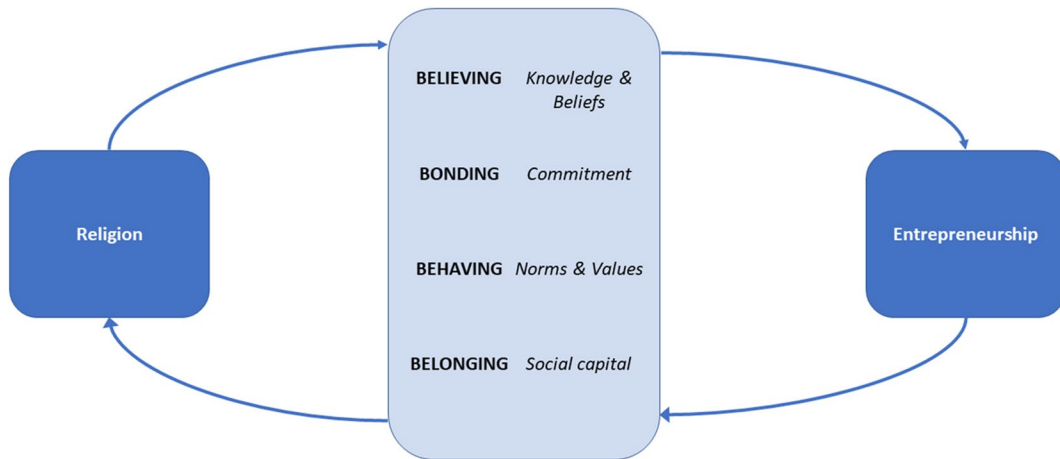 BELIEVING Knowledge &
Beliefs
BONDING Commitment
Religion
Entrepreneurship
BEHAVING Norms & Values
BELONGING Social capital